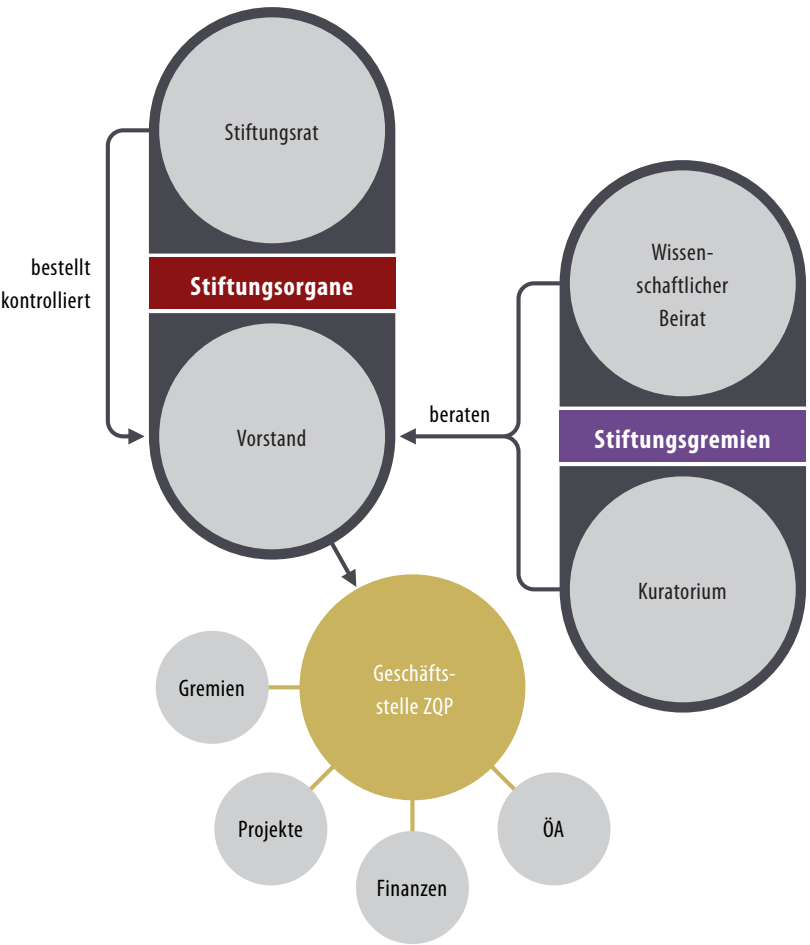 Stiftungsrat
bestellt
kontrolliert
Stiftungsorgane
Vorstand
beraten
Wissen-
schaftlicher
Beirat
Stiftungsgremien
Kuratorium
Geschäfts-
stelle ZQP
Gremien
Projekte
Finanzen
ÖA